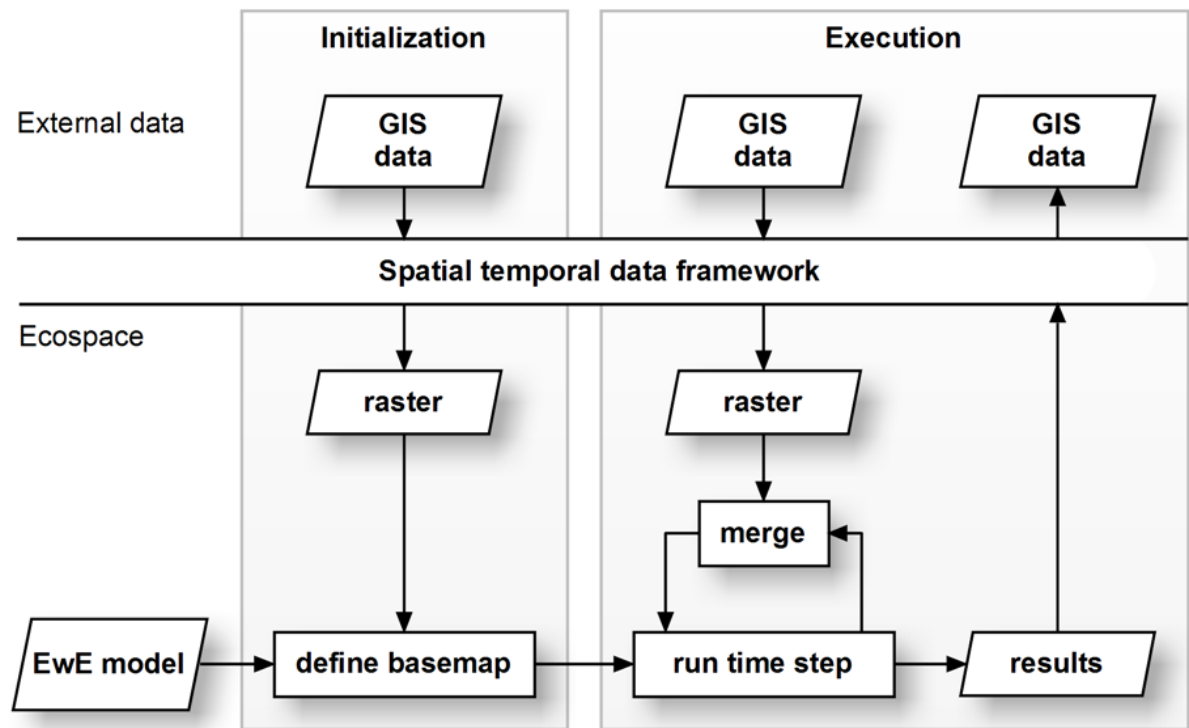 Initialization
Execution
External data
GIS
data
GIS
data
GIS
data
Spatial temporal data framework
Ecospace
raster
raster
merge
EwE model
define basemap
run time step
results